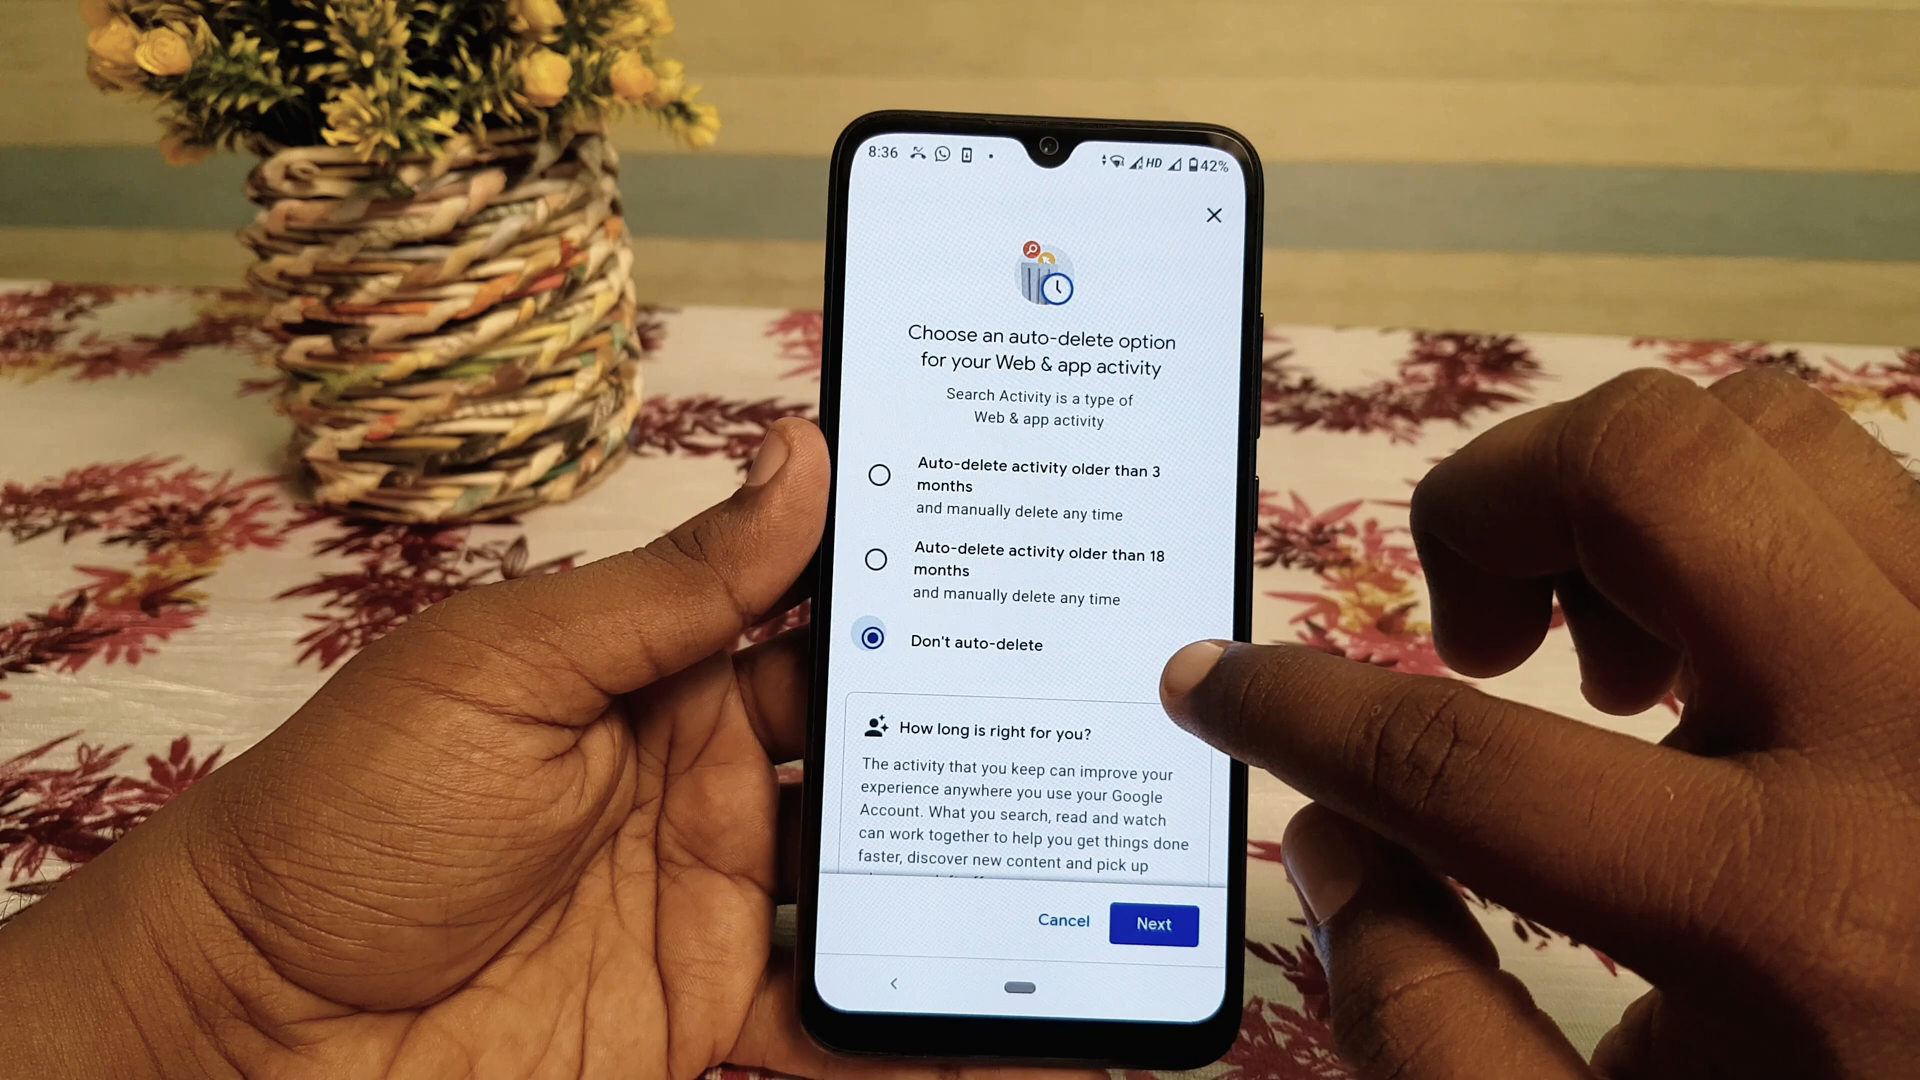 8:36 HD 42%
Choose an auto-delete option
for your Web & app activity
Search Activity is a type of
Web & app activity
Auto-delete activity older than 3
months
and manually delete any time
Auto-delete activity older than 18
months
and manually delete any time
Don't auto-delete
How long is right for you?
The activity that you keep can improve your
experience anywhere you use your Google
Account. What you search, read and watch
can work together to help you get things done
faster, discover new content and pick up
Cancel Next